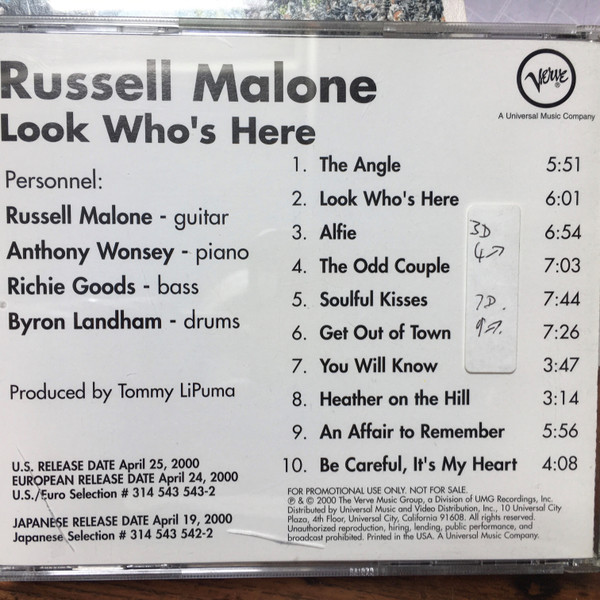 Russell Malone
Look Who's Here
Verve
A Universal Music Company
Personnel:
Russell Malone - guitar
Anthony Wonsey - piano
Richie Goods - bass
Byron Landham - drums
Produced by Tommy LiPuma
1. The Angle 5:51
2. Look Who's Here 6:01
3. Alfie 6:54
4. The Odd Couple 7:03
5. Soulful Kisses 7:44
6. Get Out of Town 7:26
7. You Will Know 3:47
8. Heather on the Hill 3:14
9. An Affair to Remember 5:56
10. Be Careful, It's My Heart 4:08
3D
7D.
U.S. RELEASE DATE April 25, 2000
EUROPEAN RELEASE DATE April 24, 2000
U.S./Euro Selection # 314 543 543-2
JAPANESE RELEASE DATE April 19, 2000
Japanese Selection # 314 543 542-2
FOR PROMOTIONAL USE ONLY. NOT FOR SALE.
℗ & © 2000 The Verve Music Group, a Division of UMG Recordings, Inc.
Distributed by Universal Music and Video Distribution, Inc., 10 Universal City
Plaza, 4th Floor, Universal City, California 91608. All rights reserved.
Unauthorized reproduction, hiring, lending, public performance, and
broadcast prohibited. Printed in the USA. A Universal Music Company.